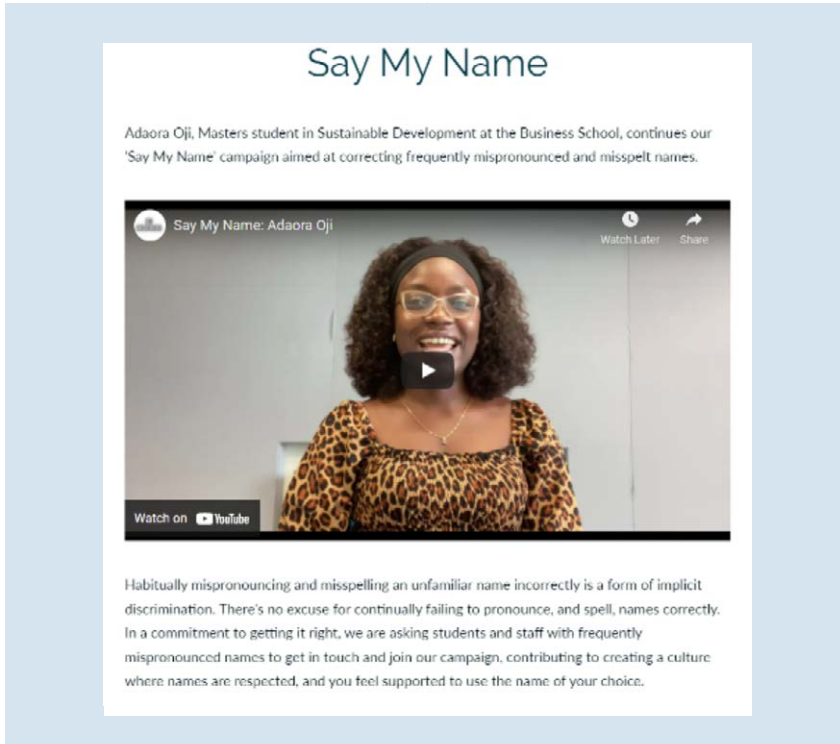 Say My Name
Adaora Oji, Masters student in Sustainable Development at the Business School, continues our
'Say My Name' campaign aimed at correcting frequently mispronounced and misspelt names.
Say My Name: Adaora Oji
Watch Later
Share
Watch on YouTube
Habitually mispronouncing and misspelling an unfamiliar name incorrectly is a form of implicit
discrimination. There's no excuse for continually failing to pronounce, and spell, names correctly.
In a commitment to getting it right, we are asking students and staff with frequently
mispronounced names to get in touch and join our campaign, contributing to creating a culture
where names are respected, and you feel supported to use the name of your choice.